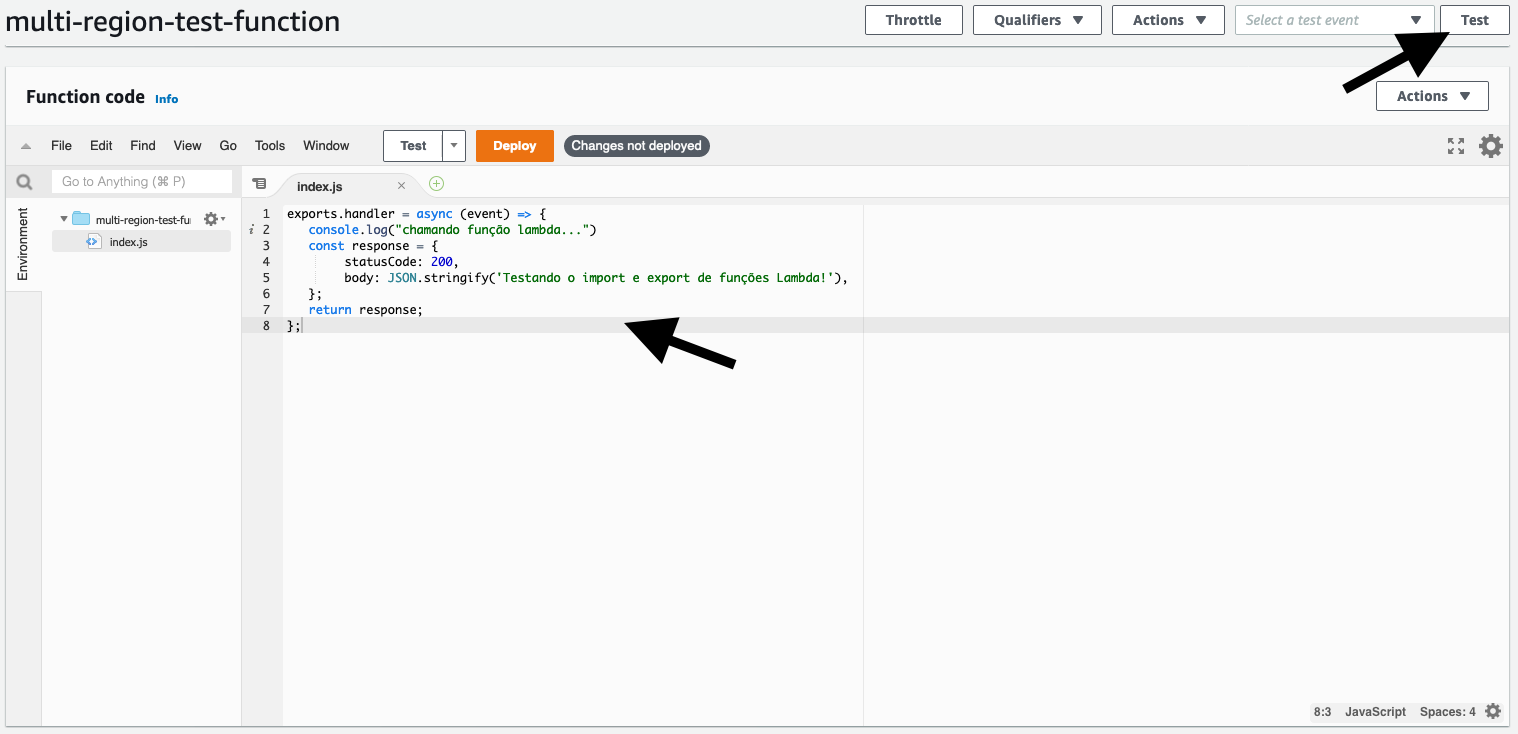 multi-region-test-function
Throttle
Qualifiers
Actions
Select a test event
Test
Function code Info
Actions
File Edit Find View Go Tools Window
Test
Deploy
Changes not deployed
Go to Anything (⌘ P)
index.js
Environment
multi-region-test-fu
index.js
1 exports.handler = async (event) => {
i 2 console.log("chamando função lambda...")
3 const response = {
4 statusCode: 200,
5 body: JSON.stringify('Testando o import e export de funções Lambda!'),
6 };
7 return response;
8 };
8:3 JavaScript Spaces: 4